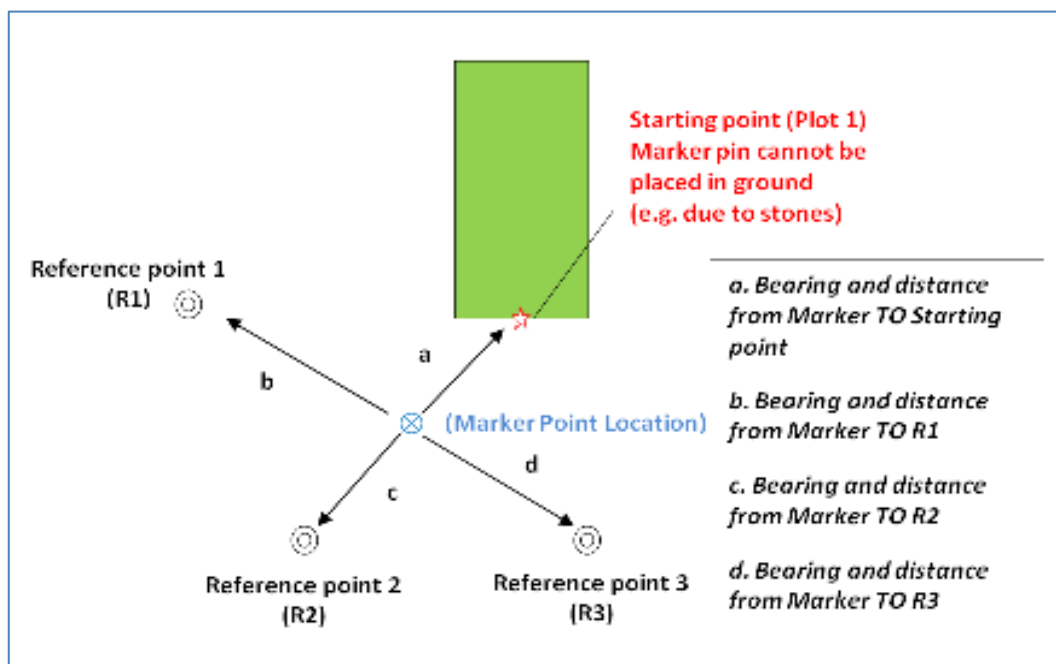 Starting point (Plot 1)
Marker pin cannot be
placed in ground
(e.g. due to stones)
Reference point 1
(R1)
a
b
(Marker Point Location)
c
d
Reference point 2
(R2)
Reference point 3
(R3)
a. Bearing and distance
from Marker TO Starting
point
b. Bearing and distance
from Marker TO R1
c. Bearing and distance
from Marker TO R2
d. Bearing and distance
from Marker TO R3